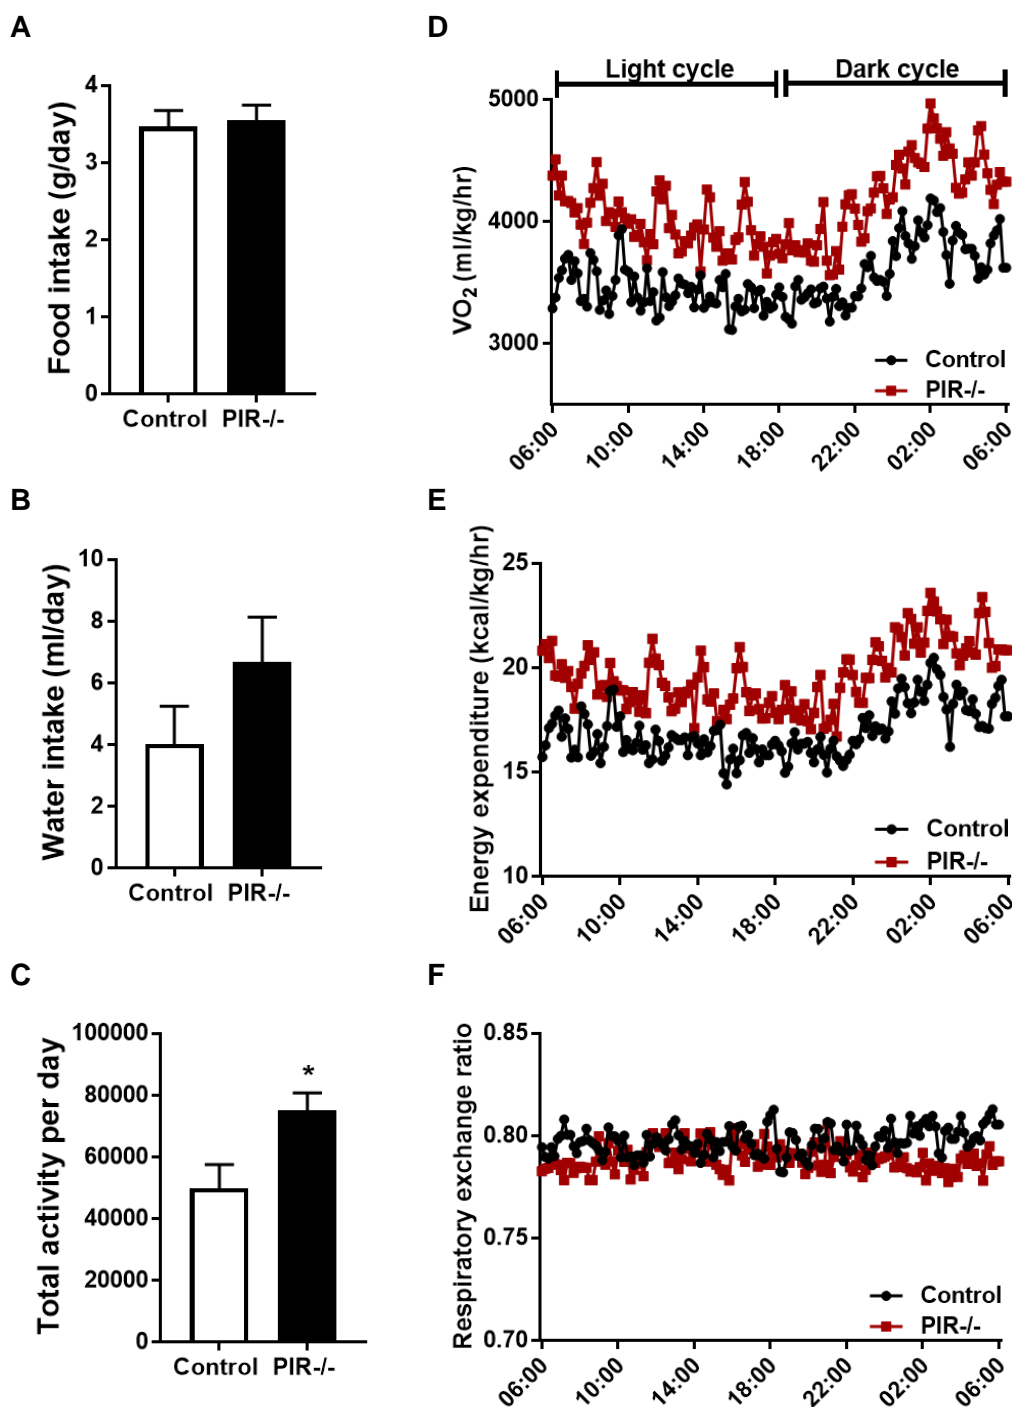 A
Food intake (g/day)
4
3
2
1
0
Control PIR-/-
B
Water intake (ml/day)
10
8
6
4
2
0
Control PIR-/-
C
Total activity per day
100000
80000
60000
40000
20000
0
*
Control PIR-/-
D
Light cycle Dark cycle
VO2 (ml/kg/hr)
5000
4000
3000
Control
PIR-/-
06:00 10:00 14:00 18:00 22:00 02:00 06:00
E
Energy expenditure (kcal/kg/hr)
25
20
15
10
Control
PIR-/-
06:00 10:00 14:00 18:00 22:00 02:00 06:00
F
Respiratory exchange ratio
0.85
0.80
0.75
0.70
Control
PIR-/-
06:00 10:00 14:00 18:00 22:00 02:00 06:00